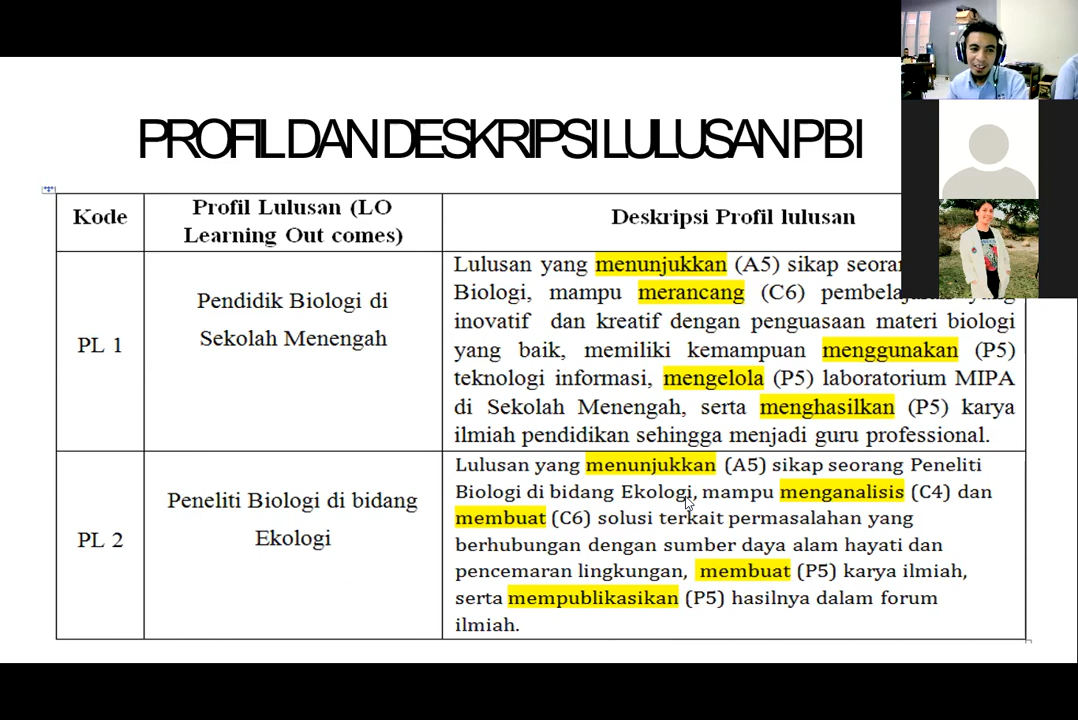 PROFIL DAN DESKRIPSI LULUSAN PBI
Kode
Profil Lulusan (LO
Learning Out comes)
Deskripsi Profil lulusan
PL 1
Pendidik Biologi di
Sekolah Menengah
Lulusan yang menunjukkan (A5) sikap
Biologi, mampu merancang (C6)
inovatif dan kreatif dengan penguasaan materi biologi
yang baik, memiliki kemampuan menggunakan (P5)
teknologi informasi, mengelola (P5) laboratorium MIPA
di Sekolah Menengah, serta menghasilkan (P5) karya
ilmiah pendidikan sehingga menjadi guru professional.
PL 2
Peneliti Biologi di bidang
Ekologi
Lulusan yang menunjukkan (A5) sikap seorang Peneliti
Biologi di bidang Ekologi, mampu menganalisis (C4) dan
membuat (C6) solusi terkait permasalahan yang
berhubungan dengan sumber daya alam hayati dan
pencemaran lingkungan, membuat (P5) karya ilmiah,
serta mempublikasikan (P5) hasilnya dalam forum
ilmiah.